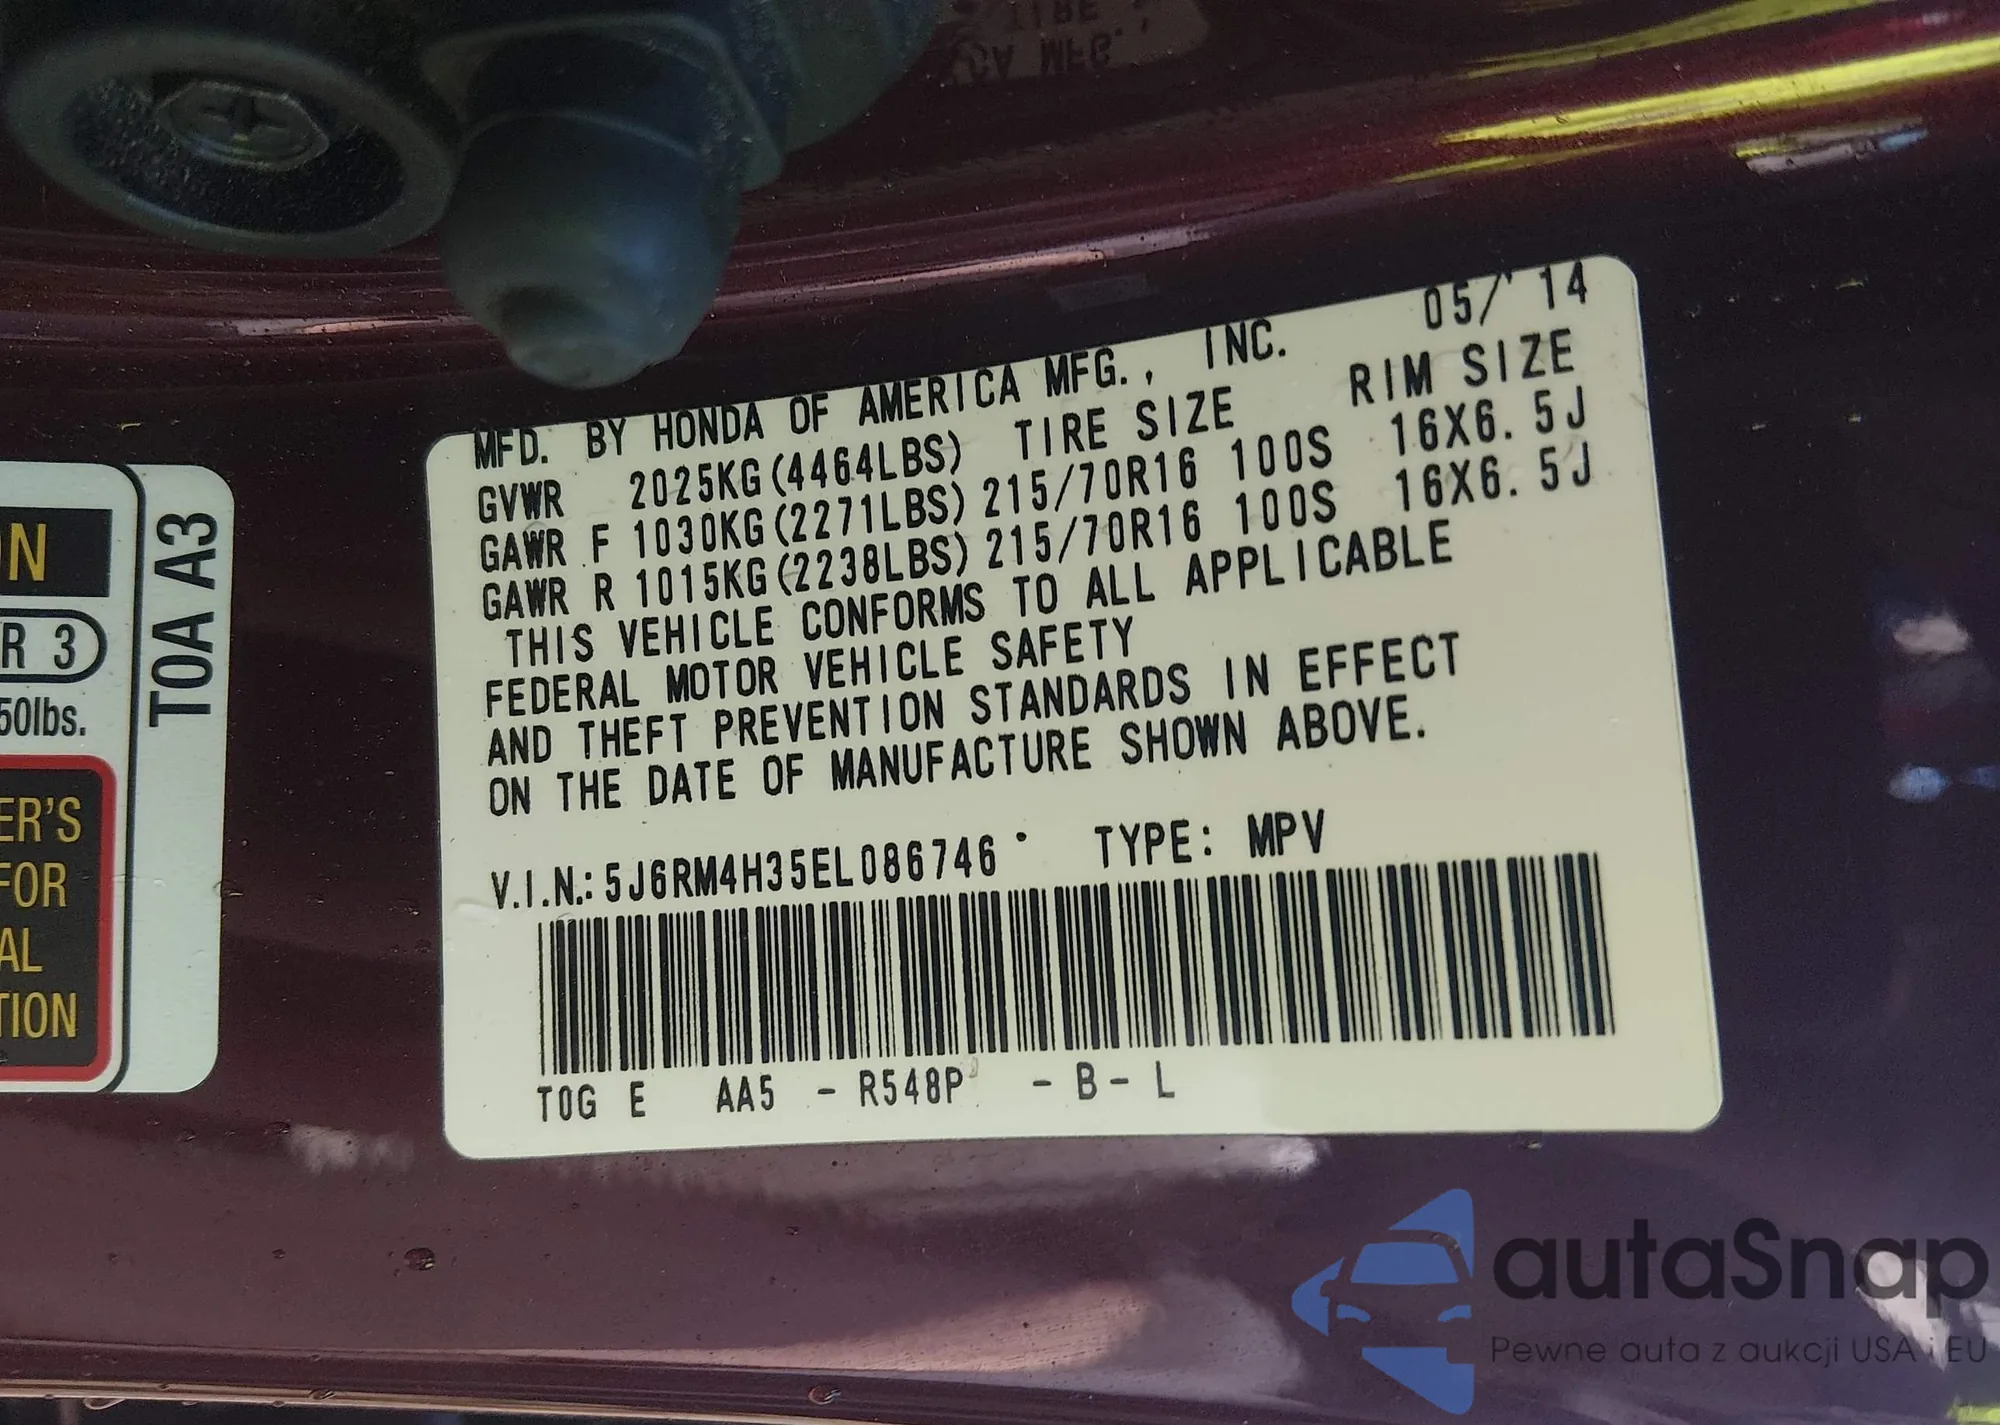 MFD. BY HONDA OF AMERICA MFG., INC. 05/'14
GVWR 2025KG(4464LBS) TIRE SIZE RIM SIZE
GAWR F 1030KG(2271LBS) 215/70R16 100S 16X6.5J
GAWR R 1015KG(2238LBS) 215/70R16 100S 16X6.5J
THIS VEHICLE CONFORMS TO ALL APPLICABLE
FEDERAL MOTOR VEHICLE SAFETY
AND THEFT PREVENTION STANDARDS IN EFFECT
ON THE DATE OF MANUFACTURE SHOWN ABOVE.
V.I.N.: 5J6RM4H35EL086746 TYPE: MPV
T0G E AA5 - R548P - B - L
T0A A3
ON
R 3
50lbs.
ER'S
FOR
AL
TION
autaSnap
Pewne auta z aukcji USA i EU